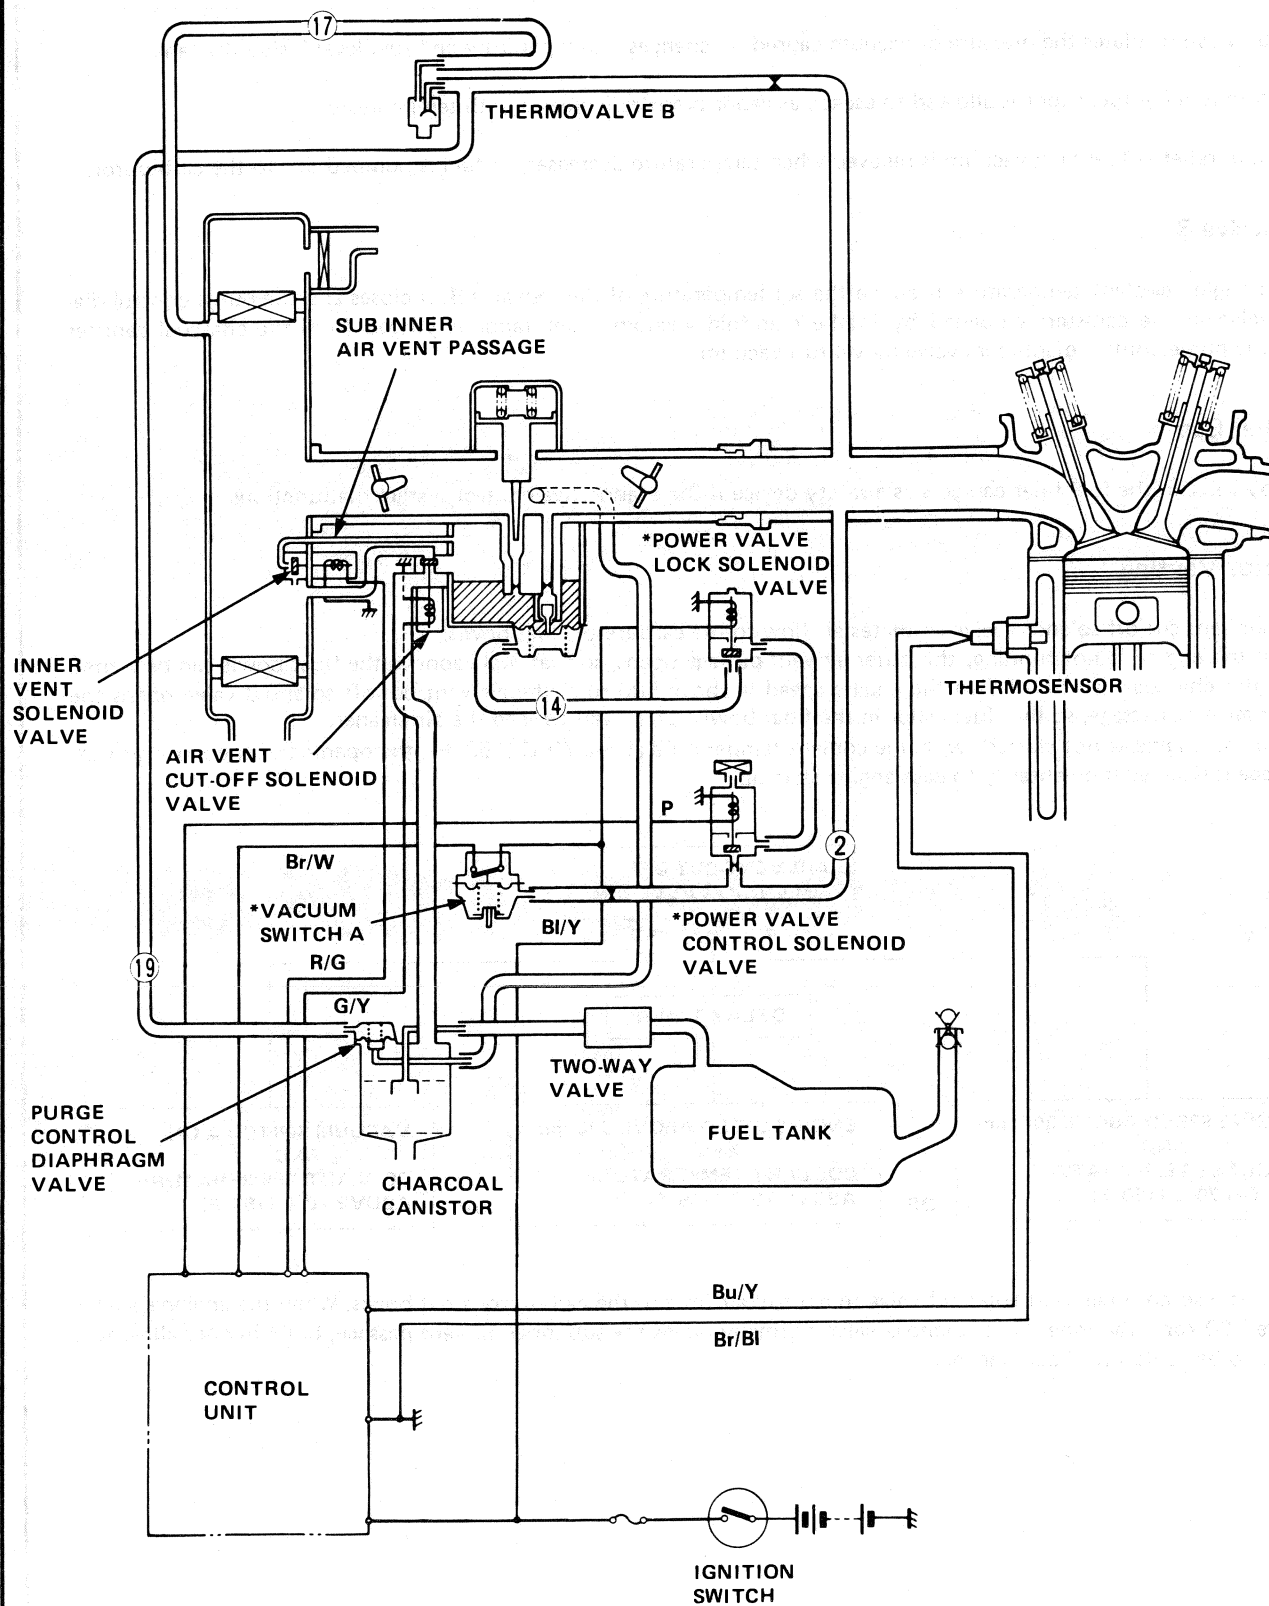 17
THERMOVALVE B
SUB INNER
AIR VENT PASSAGE
*POWER VALVE
LOCK SOLENOID
VALVE
INNER
VENT
SOLENOID
VALVE
THERMOSENSOR
14
AIR VENT
CUT-OFF SOLENOID
VALVE
P
2
Br/W
*VACUUM
SWITCH A
Bl/Y
*POWER VALVE
CONTROL SOLENOID
VALVE
19
R/G
G/Y
TWO-WAY
VALVE
PURGE
CONTROL
DIAPHRAGM
VALVE
FUEL TANK
CHARCOAL
CANISTOR
Bu/Y
Br/Bl
CONTROL
UNIT
IGNITION
SWITCH